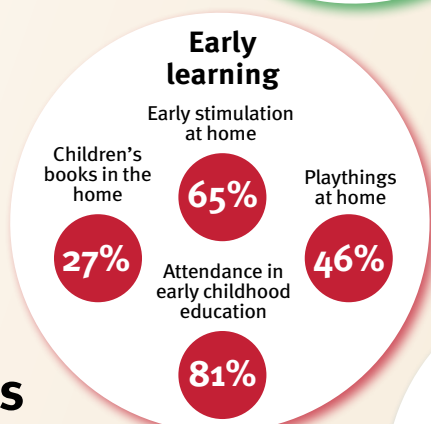 Early
learning
Early stimulation
at home
65%
Children’s
books in the
home
27%
Playthings
at home
46%
Attendance in
early childhood
education
81%
s